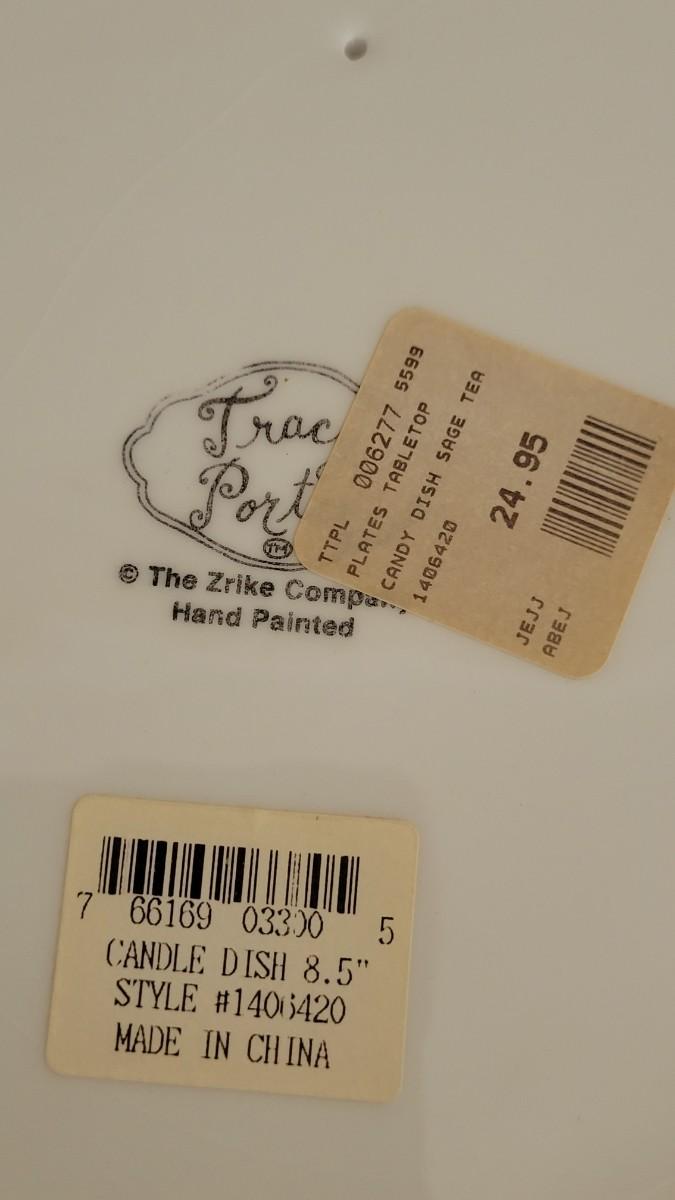 Trac
Port
TM
© The Zrike Company
Hand Painted
TTPL 006277 5599
PLATES TABLETOP
CANDY DISH SAGE TEA
1406420
24.95
JEJJ
ABEJ
7 66169 03300 5
CANDLE DISH 8.5"
STYLE #1406420
MADE IN CHINA